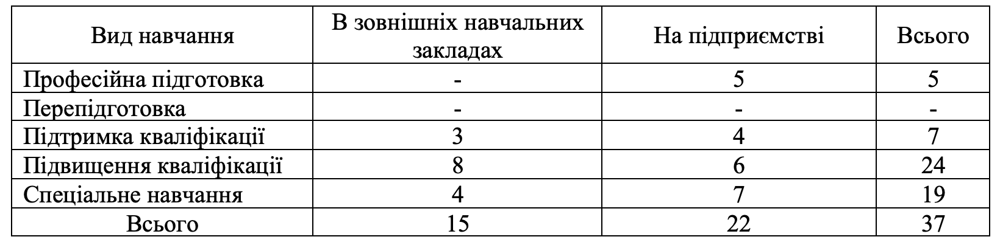 Вид навчання В зовнішніх навчальних закладах На підприємстві Всього
Професійна підготовка - 5 5
Перепідготовка - - -
Підтримка кваліфікації 3 4 7
Підвищення кваліфікації 8 6 24
Спеціальне навчання 4 7 19
Всього 15 22 37